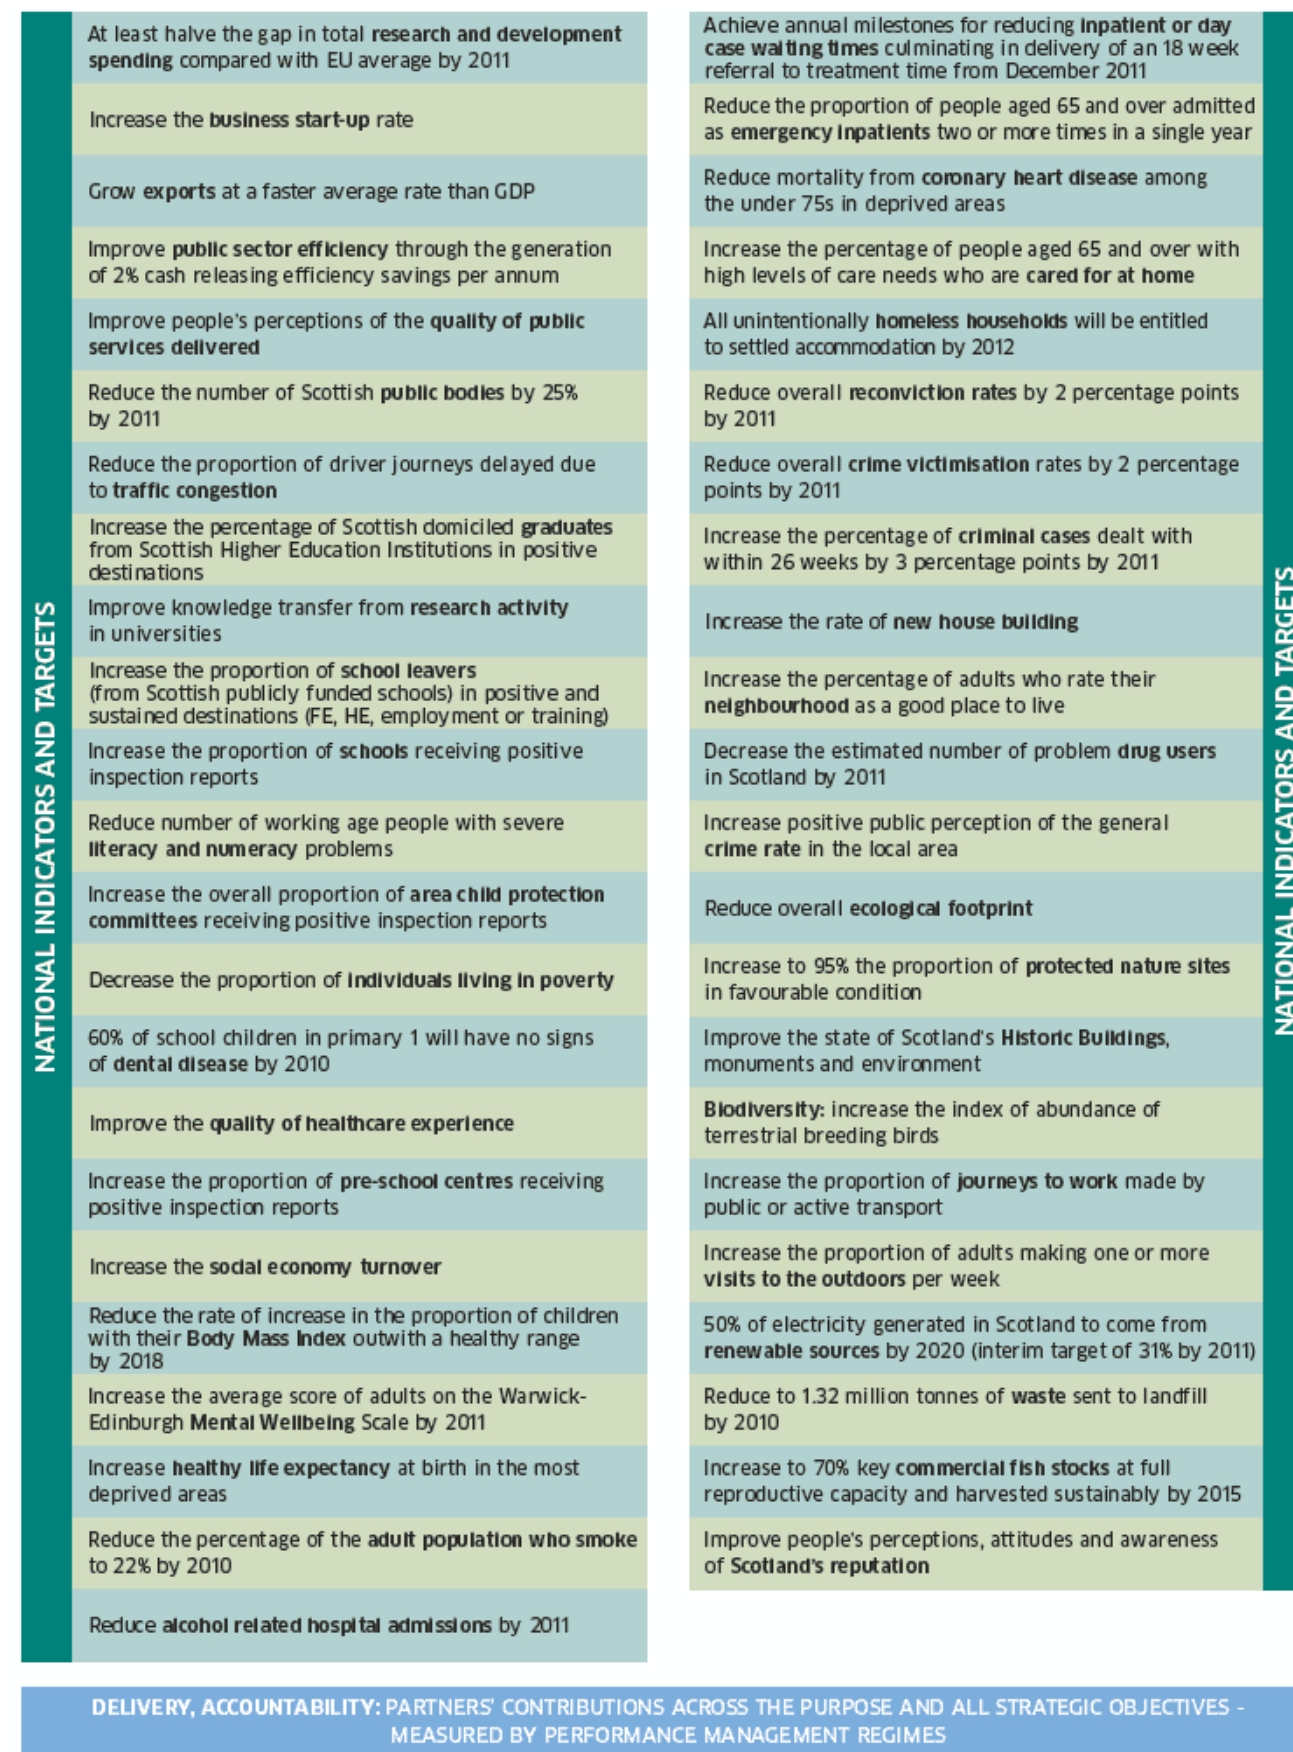 NATIONAL INDICATORS AND TARGETS
At least halve the gap in total research and development
spending compared with EU average by 2011
Increase the business start-up rate
Grow exports at a faster average rate than GDP
Improve public sector efficiency through the generation
of 2% cash releasing efficiency savings per annum
Improve people's perceptions of the quality of public
services delivered
Reduce the number of Scottish public bodies by 25%
by 2011
Reduce the proportion of driver journeys delayed due
to traffic congestion
Increase the percentage of Scottish domiciled graduates
from Scottish Higher Education Institutions in positive
destinations
Improve knowledge transfer from research activity
in universities
Increase the proportion of school leavers
(from Scottish publicly funded schools) in positive and
sustained destinations (FE, HE, employment or training)
Increase the proportion of schools receiving positive
inspection reports
Reduce number of working age people with severe
literacy and numeracy problems
Increase the overall proportion of area child protection
committees receiving positive inspection reports
Decrease the proportion of individuals living in poverty
60% of school children in primary 1 will have no signs
of dental disease by 2010
Improve the quality of healthcare experience
Increase the proportion of pre-school centres receiving
positive inspection reports
Increase the social economy turnover
Reduce the rate of increase in the proportion of children
with their Body Mass Index outwith a healthy range
by 2018
Increase the average score of adults on the Warwick-
Edinburgh Mental Wellbeing Scale by 2011
Increase healthy life expectancy at birth in the most
deprived areas
Reduce the percentage of the adult population who smoke
to 22% by 2010
Reduce alcohol related hospital admissions by 2011
Achieve annual milestones for reducing inpatient or day
case waiting times culminating in delivery of an 18 week
referral to treatment time from December 2011
Reduce the proportion of people aged 65 and over admitted
as emergency inpatients two or more times in a single year
Reduce mortality from coronary heart disease among
the under 75s in deprived areas
Increase the percentage of people aged 65 and over with
high levels of care needs who are cared for at home
All unintentionally homeless households will be entitled
to settled accommodation by 2012
Reduce overall reconviction rates by 2 percentage points
by 2011
Reduce overall crime victimisation rates by 2 percentage
points by 2011
Increase the percentage of criminal cases dealt with
within 26 weeks by 3 percentage points by 2011
Increase the rate of new house building
Increase the percentage of adults who rate their
neighbourhood as a good place to live
Decrease the estimated number of problem drug users
in Scotland by 2011
Increase positive public perception of the general
crime rate in the local area
Reduce overall ecological footprint
Increase to 95% the proportion of protected nature sites
in favourable condition
Improve the state of Scotland's Historic Buildings,
monuments and environment
Biodiversity: increase the index of abundance of
terrestrial breeding birds
Increase the proportion of journeys to work made by
public or active transport
Increase the proportion of adults making one or more
visits to the outdoors per week
50% of electricity generated in Scotland to come from
renewable sources by 2020 (interim target of 31% by 2011)
Reduce to 1.32 million tonnes of waste sent to landfill
by 2010
Increase to 70% key commercial fish stocks at full
reproductive capacity and harvested sustainably by 2015
Improve people's perceptions, attitudes and awareness
of Scotland's reputation
NATIONAL INDICATORS AND TARGETS
DELIVERY, ACCOUNTABILITY: PARTNERS' CONTRIBUTIONS ACROSS THE PURPOSE AND ALL STRATEGIC OBJECTIVES -
MEASURED BY PERFORMANCE MANAGEMENT REGIMES